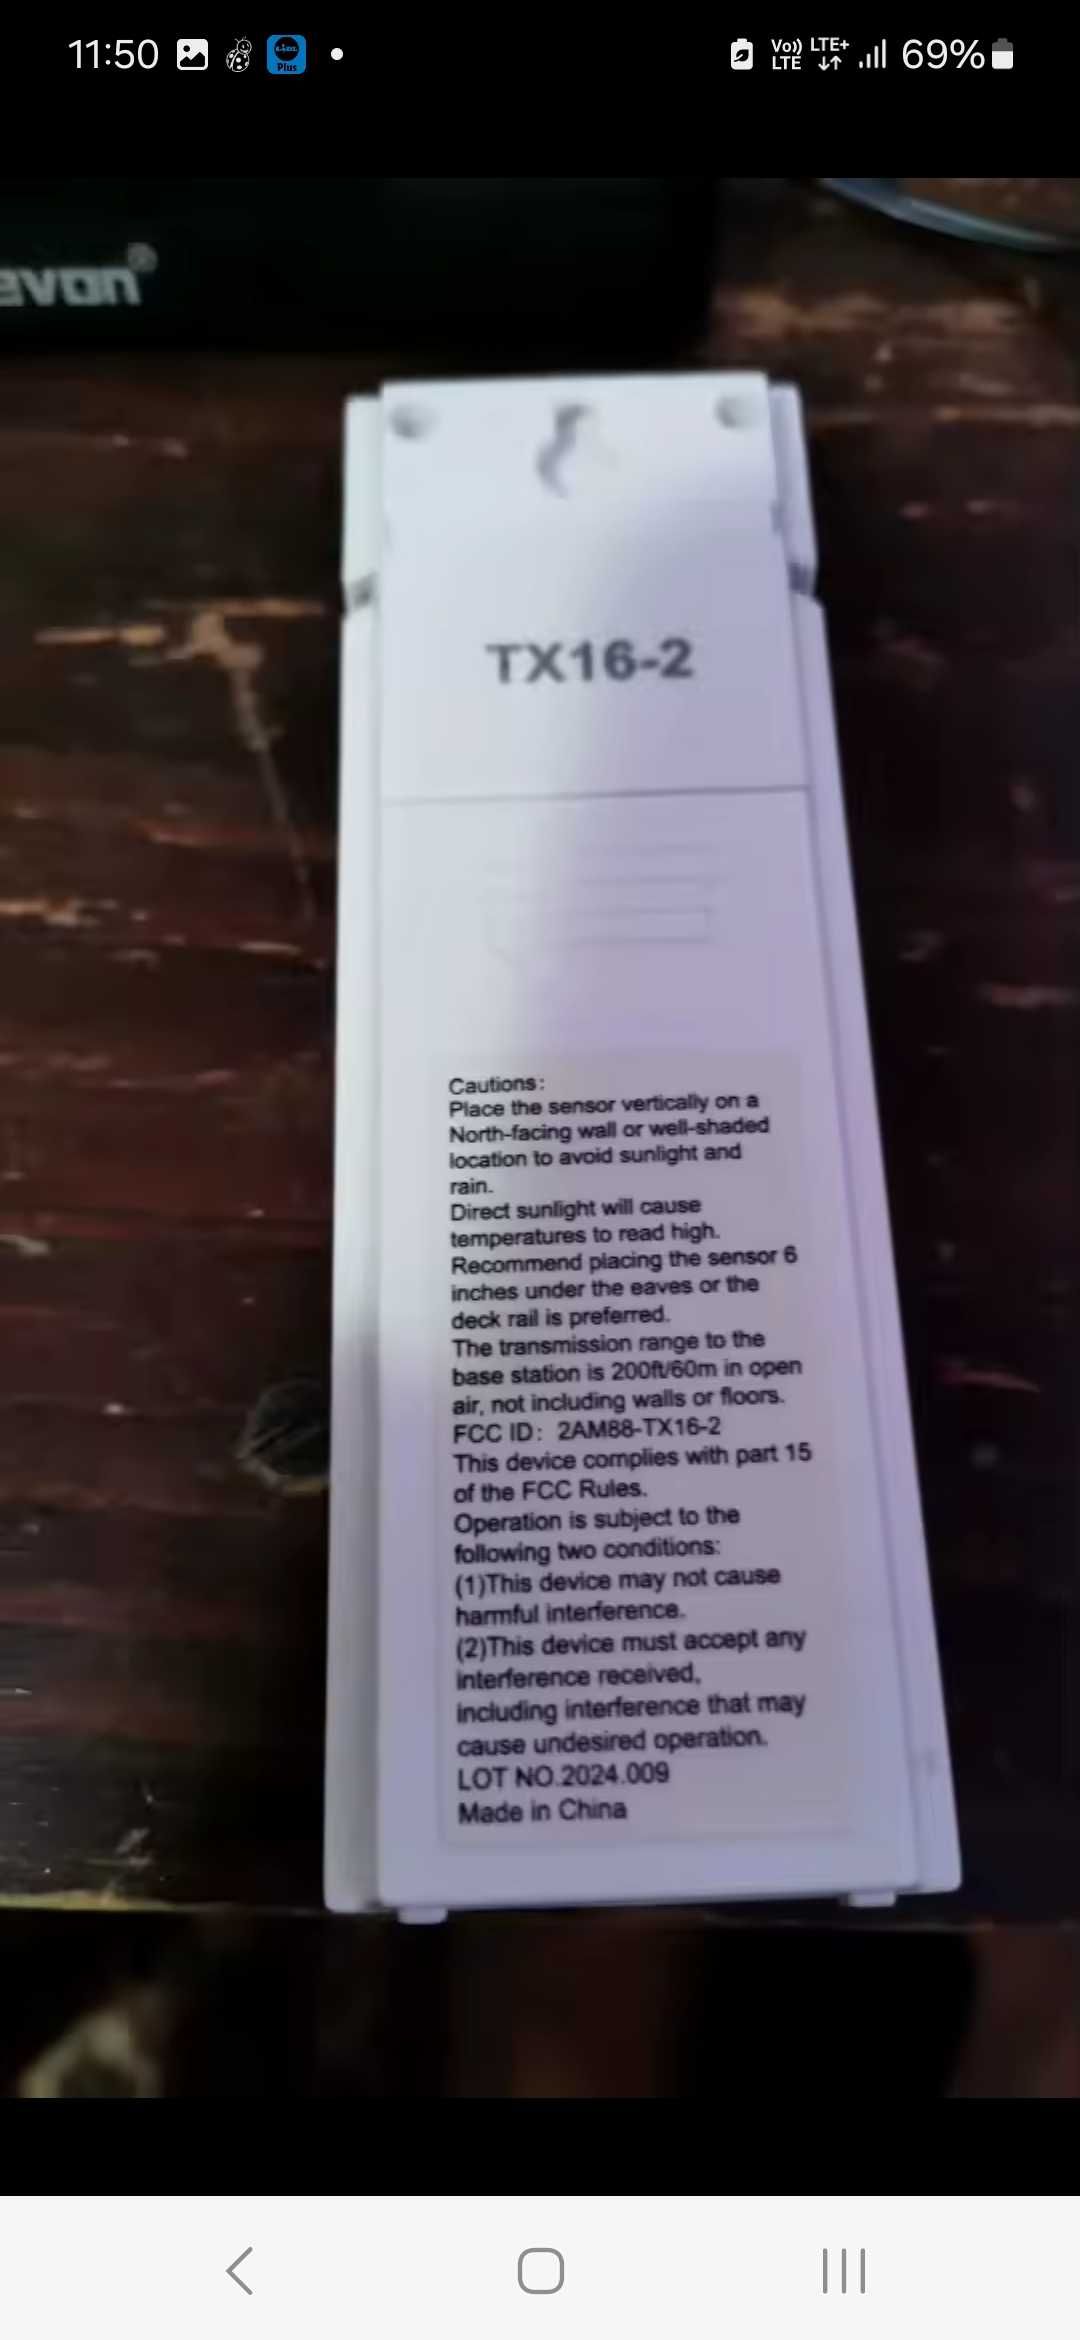 11:50
Plus
Vo)) LTE+
LTE
69%
evan®
TX16-2
Cautions:
Place the sensor vertically on a
North-facing wall or well-shaded
location to avoid sunlight and
rain.
Direct sunlight will cause
temperatures to read high.
Recommend placing the sensor 6
inches under the eaves or the
deck rail is preferred.
The transmission range to the
base station is 200ft/60m in open
air, not including walls or floors.
FCC ID: 2AM88-TX16-2
This device complies with part 15
of the FCC Rules.
Operation is subject to the
following two conditions:
(1)This device may not cause
harmful interference.
(2)This device must accept any
interference received,
including interference that may
cause undesired operation.
LOT NO.2024.009
Made in China